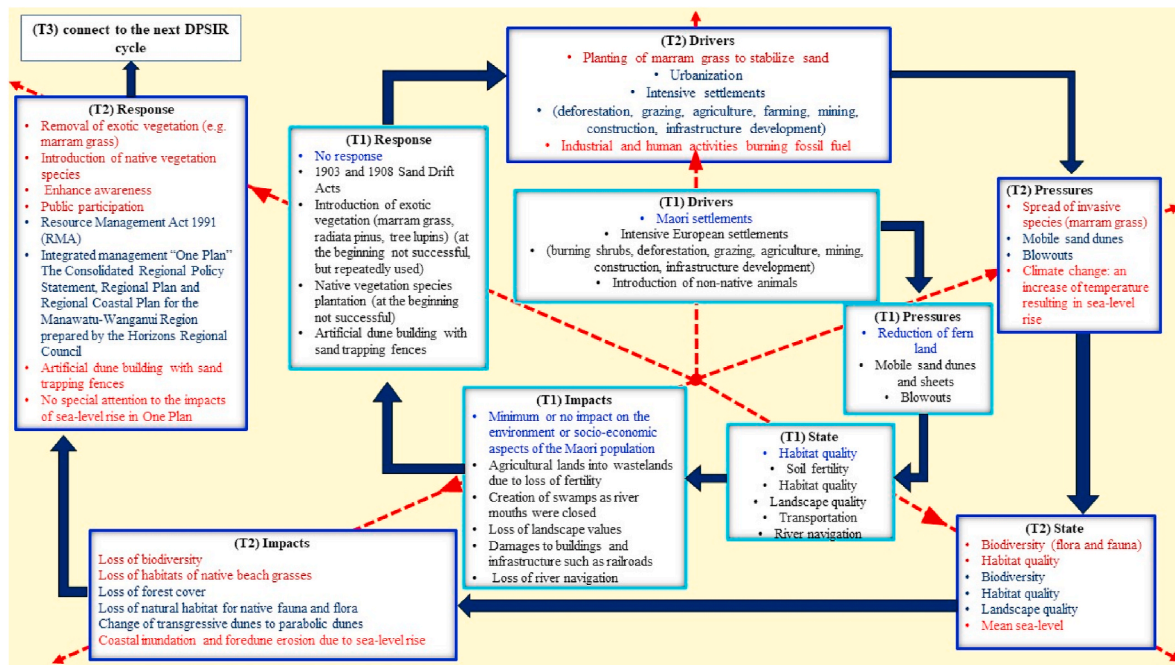 (T3) connect to the next DPSIR
cycle
(T2) Response
Removal of exotic vegetation (e.g.
marram grass)
Introduction of native vegetation
species
Enhance awareness
Public participation
Resource Management Act 1991
(RMA)
Integrated management “One Plan”
The Consolidated Regional Policy
Statement, Regional Plan and
Regional Coastal Plan for the
Manawatu-Wanganui Region
prepared by the Horizons Regional
Council
Artificial dune building with sand
trapping fences
No special attention to the impacts
of sea-level rise in One Plan
(T1) Response
No response
1903 and 1908 Sand Drift
Acts
Introduction of exotic
vegetation (marram grass,
radiata pinus, tree lupins) (at
the beginning not successful,
but repeatedly used)
Native vegetation species
plantation (at the beginning
not successful)
Artificial dune building with
sand trapping fences
(T2) Drivers
Planting of marram grass to stabilize sand
Urbanization
Intensive settlements
(deforestation, grazing, agriculture, farming, mining,
construction, infrastructure development)
Industrial and human activities burning fossil fuel
(T1) Drivers
Maori settlements
Intensive European settlements
(burning shrubs, deforestation, grazing, agriculture, mining,
construction, infrastructure development)
Introduction of non-native animals
(T2) Pressures
Spread of invasive
species (marram grass)
Mobile sand dunes
Blowouts
Climate change: an
increase of temperature
resulting in sea-level
rise
(T1) Pressures
Reduction of fern
land
Mobile sand dunes
and sheets
Blowouts
(T1) Impacts
Minimum or no impact on the
environment or socio-economic
aspects of the Maori population
Agricultural lands into wastelands
due to loss of fertility
Creation of swamps as river
mouths were closed
Loss of landscape values
Damages to buildings and
infrastructure such as railroads
Loss of river navigation
(T1) State
Habitat quality
Soil fertility
Habitat quality
Landscape quality
Transportation
River navigation
(T2) Impacts
Loss of biodiversity
Loss of habitats of native beach grasses
Loss of forest cover
Loss of natural habitat for native fauna and flora
Change of transgressive dunes to parabolic dunes
Coastal inundation and foredune erosion due to sea-level rise
(T2) State
Biodiversity (flora and fauna)
Habitat quality
Biodiversity
Habitat quality
Landscape quality
Mean sea-level